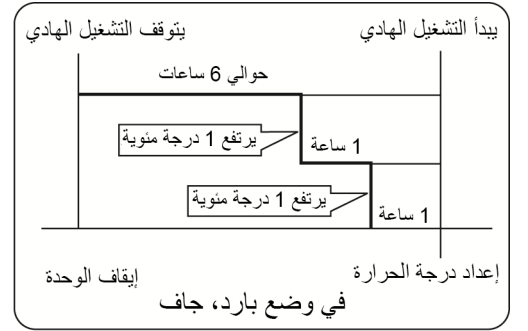 يبدأ التشغيل الهادي
يتوقف التشغيل الهادي
حوالي 6 ساعات
يرتفع 1 درجة مئوية
1 ساعة
يرتفع 1 درجة مئوية
1 ساعة
إعداد درجة الحرارة
إيقاف الوحدة
في وضع بارد، جاف